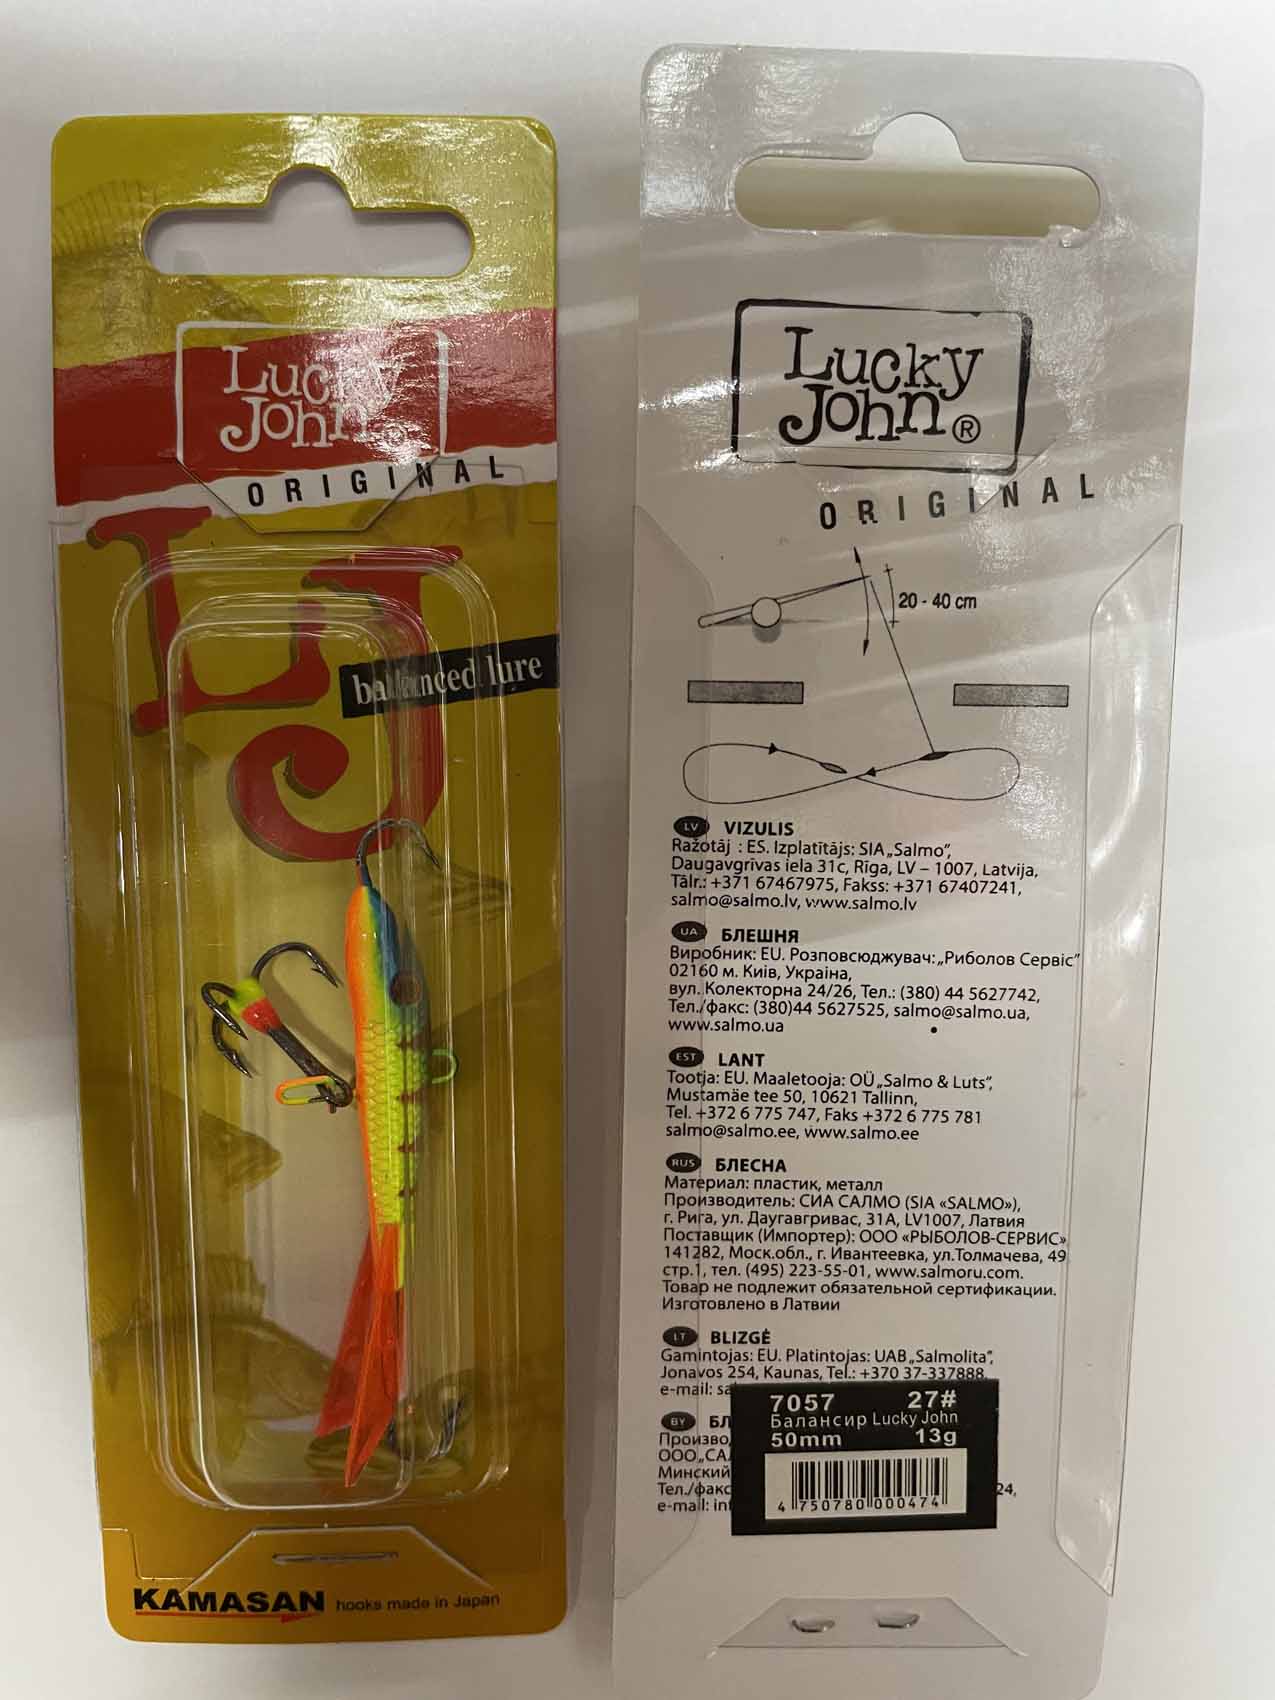 Lucky
John
ORIGINAL
LJ
balanced lure
KAMASAN hooks made in Japan
Lucky
John®
ORIGINAL
20 - 40 cm
LV VIZULIS
Ražotāj : ES. Izplatītājs: SIA „Salmo”,
Daugavgrīvas iela 31c, Rīga, LV – 1007, Latvija,
Tālr.: +371 67467975, Fakss: +371 67407241,
salmo@salmo.lv, www.salmo.lv
UA БЛЕШНЯ
Виробник: EU. Розповсюджувач: „Риболов Сервіс”
02160 м. Київ, Україна,
вул. Колекторна 24/26, Тел.: (380) 44 5627742,
Тел./факс: (380)44 5627525, salmo@salmo.ua,
www.salmo.ua
EST LANT
Tootja: EU. Maaletooja: OÜ „Salmo & Luts”,
Mustamäe tee 50, 10621 Tallinn,
Tel. +372 6 775 747, Faks +372 6 775 781
salmo@salmo.ee, www.salmo.ee
RUS БЛЕСНА
Материал: пластик, металл
Производитель: СИА САЛМО (SIA «SALMO»),
г. Рига, ул. Даугавгривас, 31А, LV1007, Латвия
Поставщик (Импортер): ООО «РЫБОЛОВ-СЕРВИС»
141282, Моск.обл., г. Ивантеевка, ул.Толмачева, 49
стр.1, тел. (495) 223-55-01, www.salmoru.com.
Товар не подлежит обязательной сертификации.
Изготовлено в Латвии
LT BLIZGĖ
Gamintojas: EU. Platintojas: UAB „Salmolita”,
Jonavos 254, Kaunas, Tel.: +370 37-337888,
e-mail: sa
BY БЛ
Произво
ООО „СА
Минский
Тел./факс 24,
e-mail: in
7057 27#
Балансир Lucky John
50mm 13g
4 750780 000474